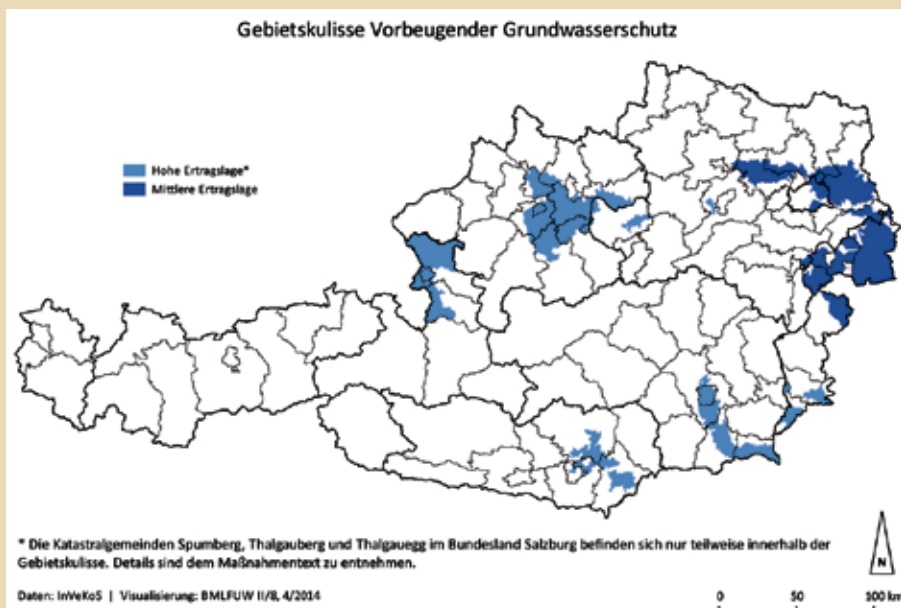 Gebietskulisse Vorbeugender Grundwasserschutz
Hohe Ertragslage*
Mittlere Ertragslage
* Die Katastralgemeinden Spumberg, Thalgauberg und Thalgauegg im Bundesland Salzburg befinden sich nur teilweise innerhalb der
Gebietskulisse. Details sind dem Maßnahmentext zu entnehmen.
N
Daten: InVeKoS | Visualisierung: BMLFUW II/8, 4/2014
0 50 100 km